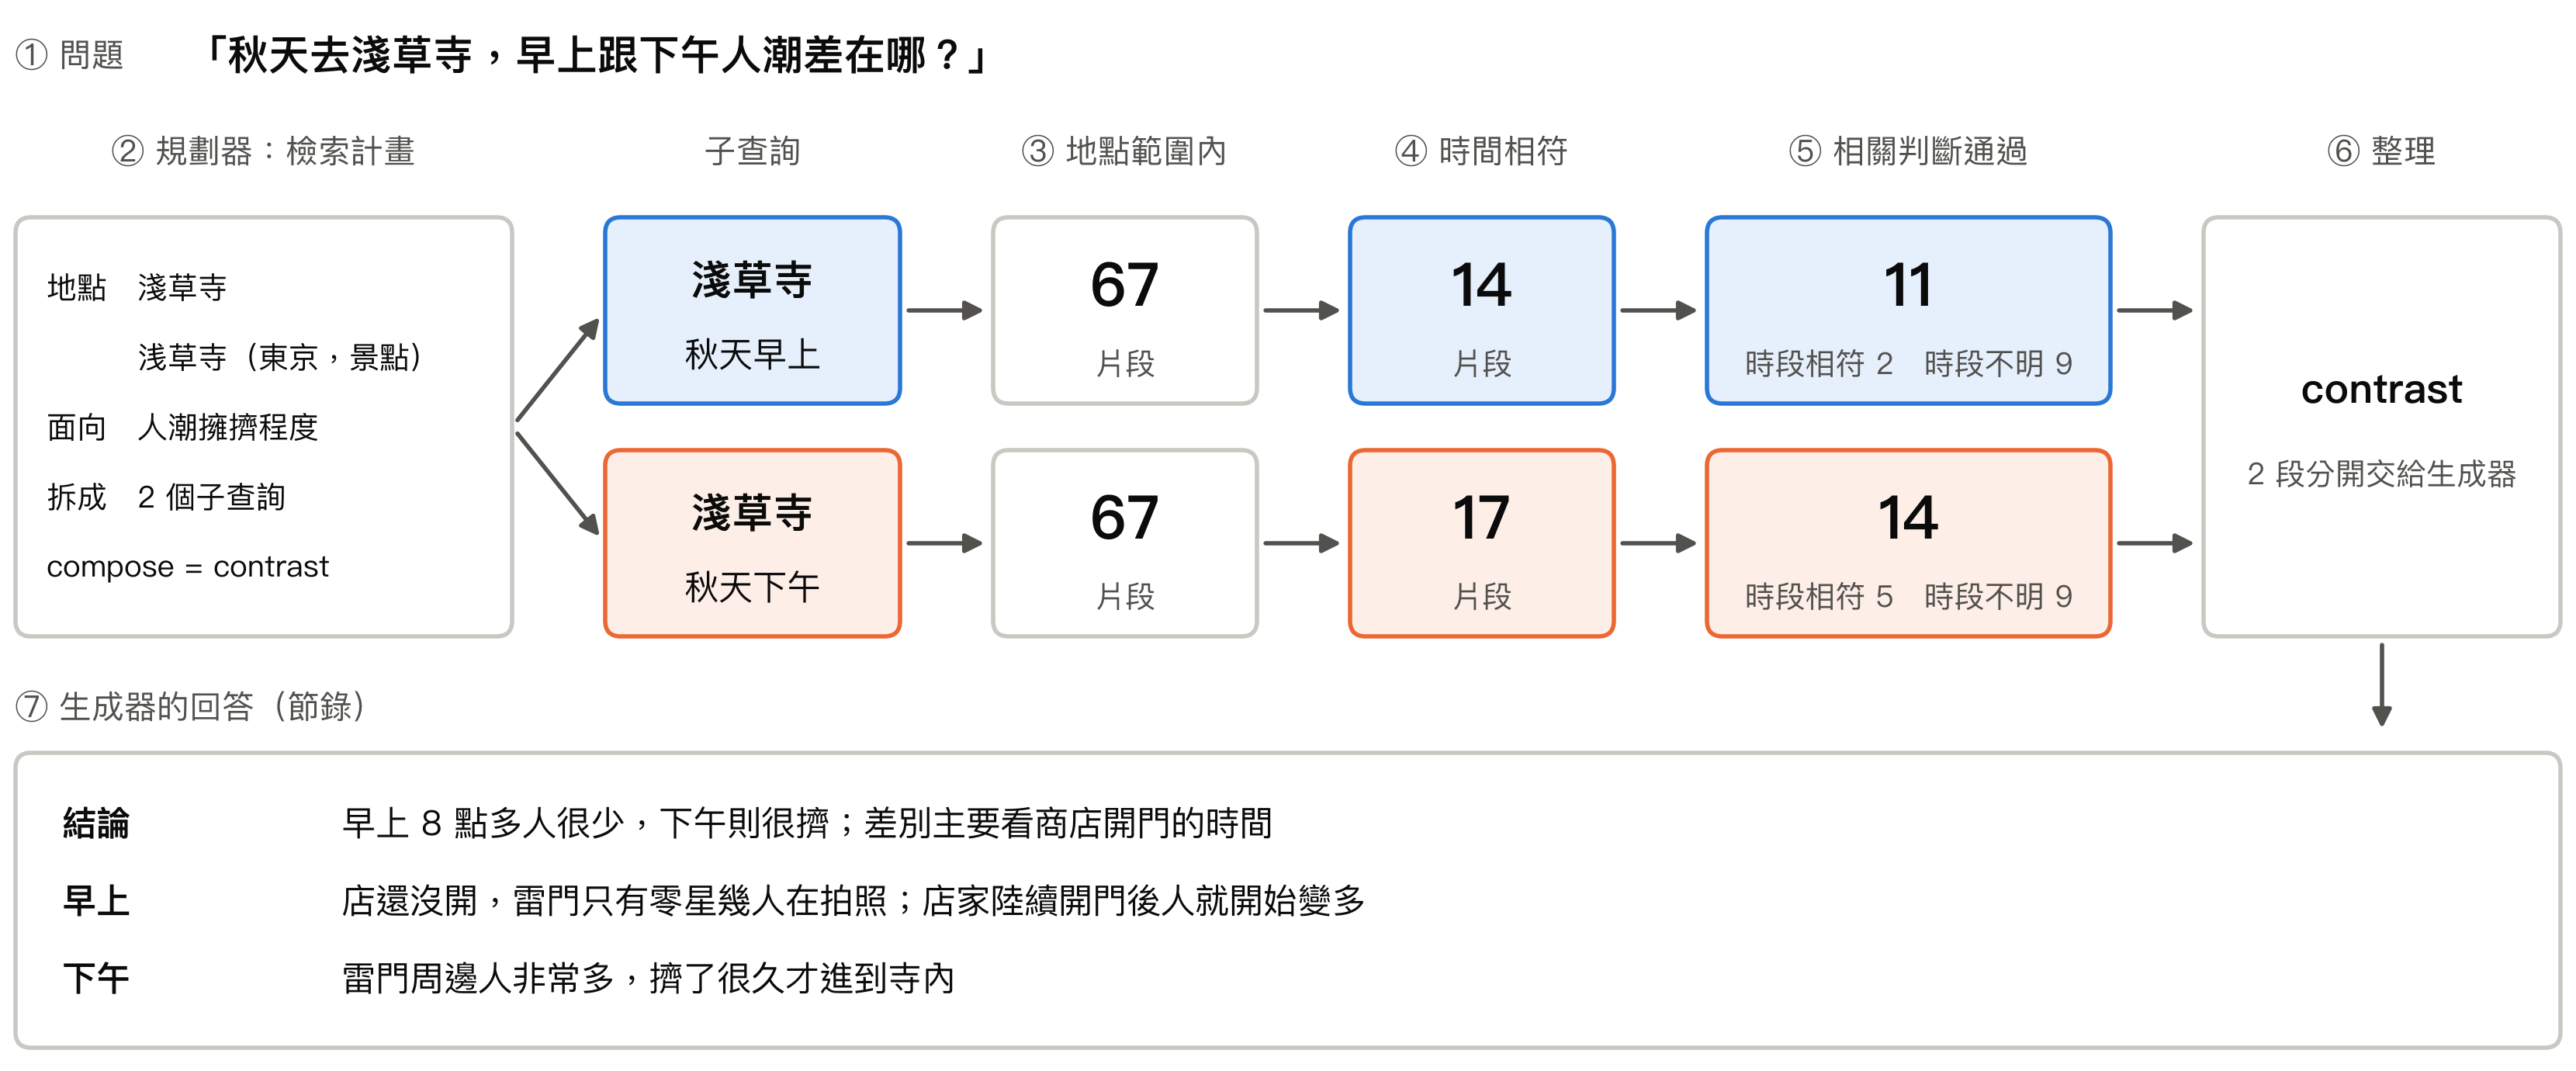 ① 問題 「秋天去淺草寺，早上跟下午人潮差在哪？」
② 規劃器：檢索計畫
子查詢
③ 地點範圍內
④ 時間相符
⑤ 相關判斷通過
⑥ 整理
地點 淺草寺
浅草寺（東京，景點）
面向 人潮擁擠程度
拆成 2 個子查詢
compose = contrast
淺草寺
秋天早上
67
片段
14
片段
11
時段相符 2 時段不明 9
淺草寺
秋天下午
67
片段
17
片段
14
時段相符 5 時段不明 9
contrast
2 段分開交給生成器
⑦ 生成器的回答（節錄）
結論 早上 8 點多人很少，下午則很擠；差別主要看商店開門的時間
早上 店還沒開，雷門只有零星幾人在拍照；店家陸續開門後人就開始變多
下午 雷門周邊人非常多，擠了很久才進到寺內